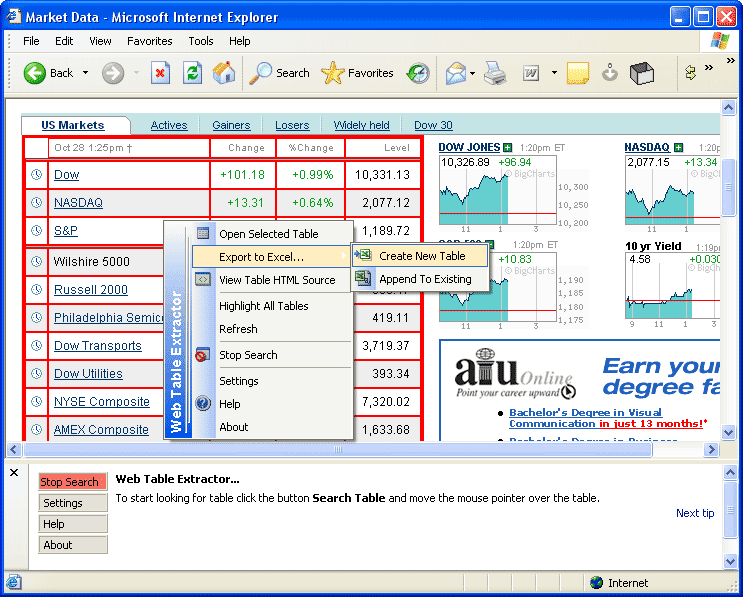 Market Data - Microsoft Internet Explorer
File Edit View Favorites Tools Help
Back Search Favorites
US Markets Actives Gainers Losers Widely held Dow 30
Oct 28 1:25pm † Change %Change Level
Dow +101.18 +0.99% 10,331.13
NASDAQ +13.31 +0.64% 2,077.12
S&P 1,189.72
Wilshire 5000
Russell 2000
Philadelphia Semic 419.11
Dow Transports 3,719.37
Dow Utilities 393.34
NYSE Composite 7,320.02
AMEX Composite 1,633.68
Web Table Extractor
Open Selected Table
Export to Excel...
View Table HTML Source
Highlight All Tables
Refresh
Stop Search
Settings
Help
About
Create New Table
Append To Existing
DOW JONES 1:20pm ET
10,326.89 +96.94
© BigCharts
10,300
10,250
10,200
11 1 3
NASDAQ 1:20p
2,077.15 +13.34
© BigCharts
11 1
1:20pm ET
+10.83
© BigCharts
1,190
1,185
1,180
1,175
11 1 3
10 yr Yield 1:19p
4.58 +0.030
© BigC
9 11 1
aiu Online
Point your career upward
Earn your
degree fa
Bachelor's Degree in Visual
Communication in just 13 months!*
Bachelor's Degree in Business
Stop Search
Settings
Help
About
Web Table Extractor...
To start looking for table click the button Search Table and move the mouse pointer over the table.
Next tip
Internet